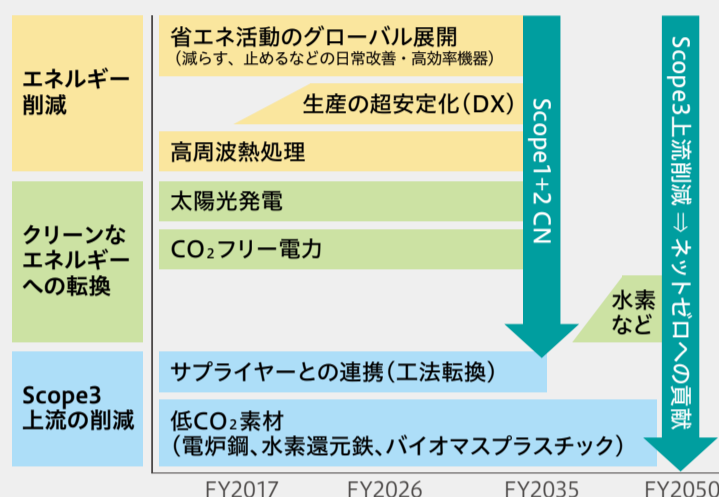 エネルギー
削減
省エネ活動のグローバル展開
(減らす、止めるなどの日常改善・高効率機器)
生産の超安定化(DX)
高周波熱処理
クリーンな
エネルギー
への転換
太陽光発電
CO₂フリー電力
水素
など
Scope3
上流の削減
サプライヤーとの連携(工法転換)
低CO₂素材
(電炉鋼、水素還元鉄、バイオマスプラスチック)
Scope1+2 CN
Scope3上流削減 ⇒ ネットゼロへの貢献
FY2017
FY2026
FY2035
FY2050